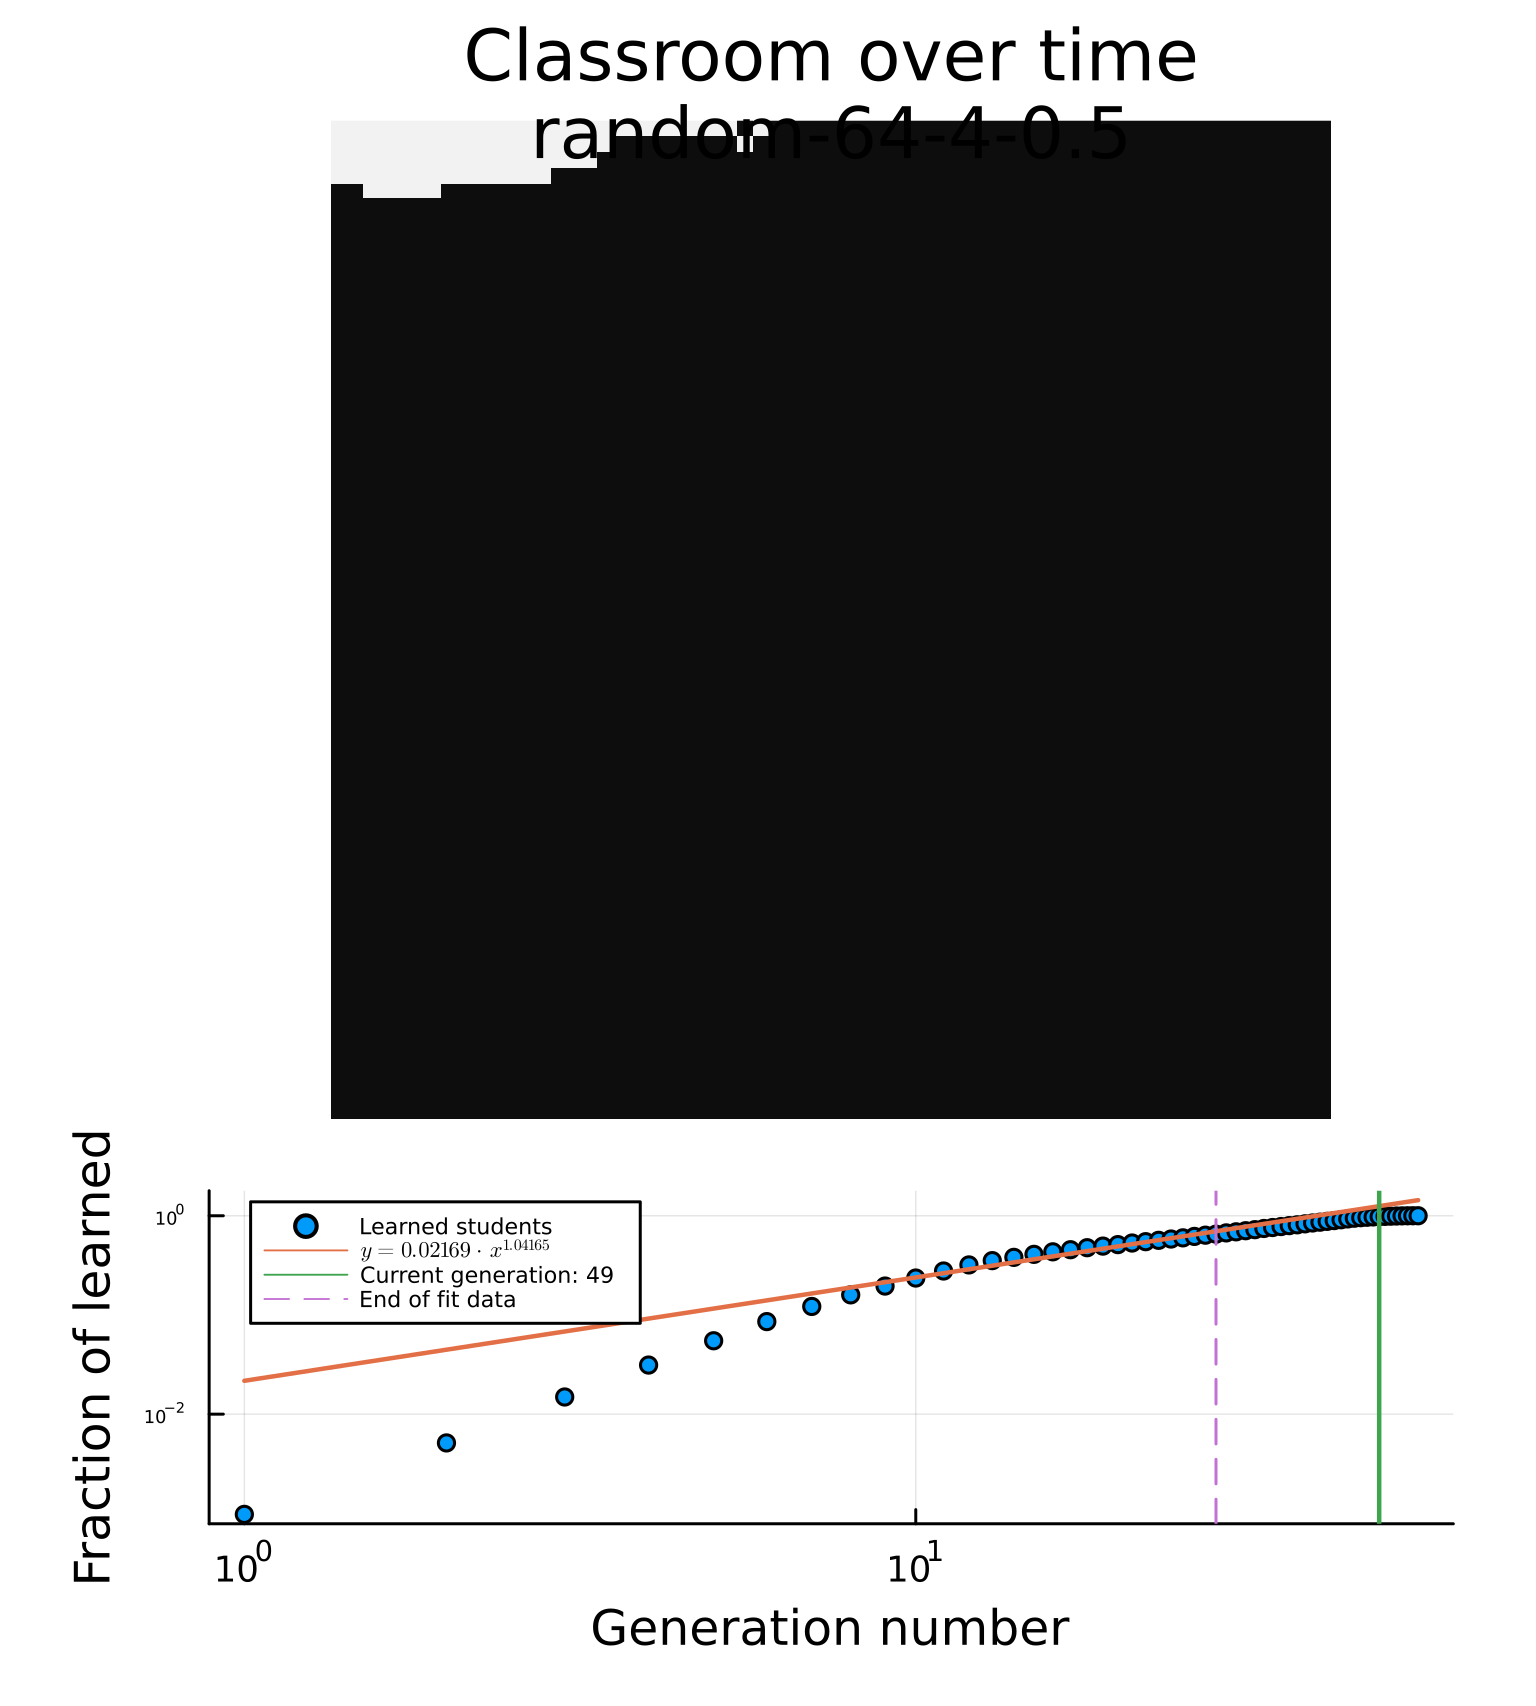 Classroom over time
random-64-4-0.5
Fraction of learned
10^0
10^-2
Learned students
y = 0.02169 · x^1.04165
Current generation: 49
End of fit data
10^0
10^1
Generation number